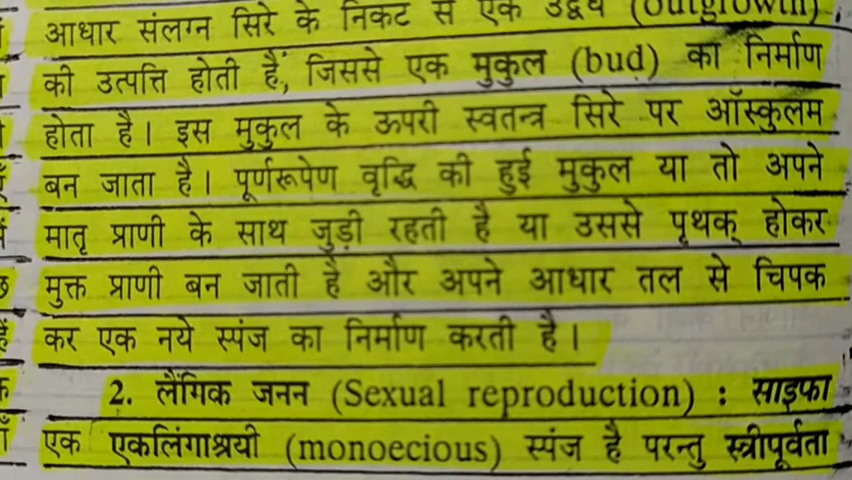 आधार संलग्न सिरे के निकट से एक उद्वर्ध (outgrowth)
की उत्पत्ति होती हैं, जिससे एक मुकुल (bud) का निर्माण
होता है। इस मुकुल के ऊपरी स्वतन्त्र सिरे पर ऑस्कुलम
बन जाता है। पूर्णरूपेण वृद्धि की हुई मुकुल या तो अपने
मातृ प्राणी के साथ जुड़ी रहती है या उससे पृथक् होकर
मुक्त प्राणी बन जाती है और अपने आधार तल से चिपक
कर एक नये स्पंज का निर्माण करती है।
2. लैंगिक जनन (Sexual reproduction) : साइफा
एक एकलिंगाश्रयी (monoecious) स्पंज है परन्तु स्त्रीपूर्वता